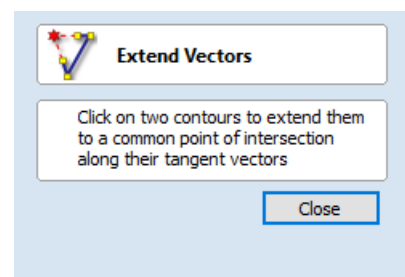 Extend Vectors
Click on two contours to extend them
to a common point of intersection
along their tangent vectors
Close